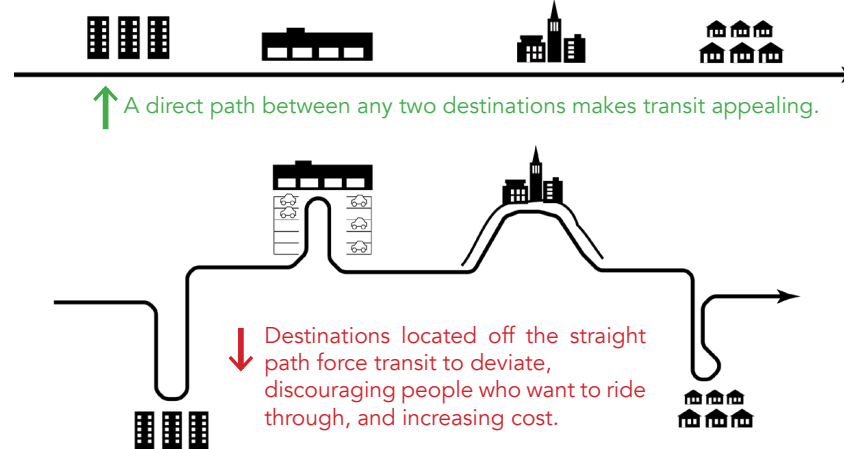 A direct path between any two destinations makes transit appealing.
Destinations located off the straight
path force transit to deviate,
discouraging people who want to ride
through, and increasing cost.